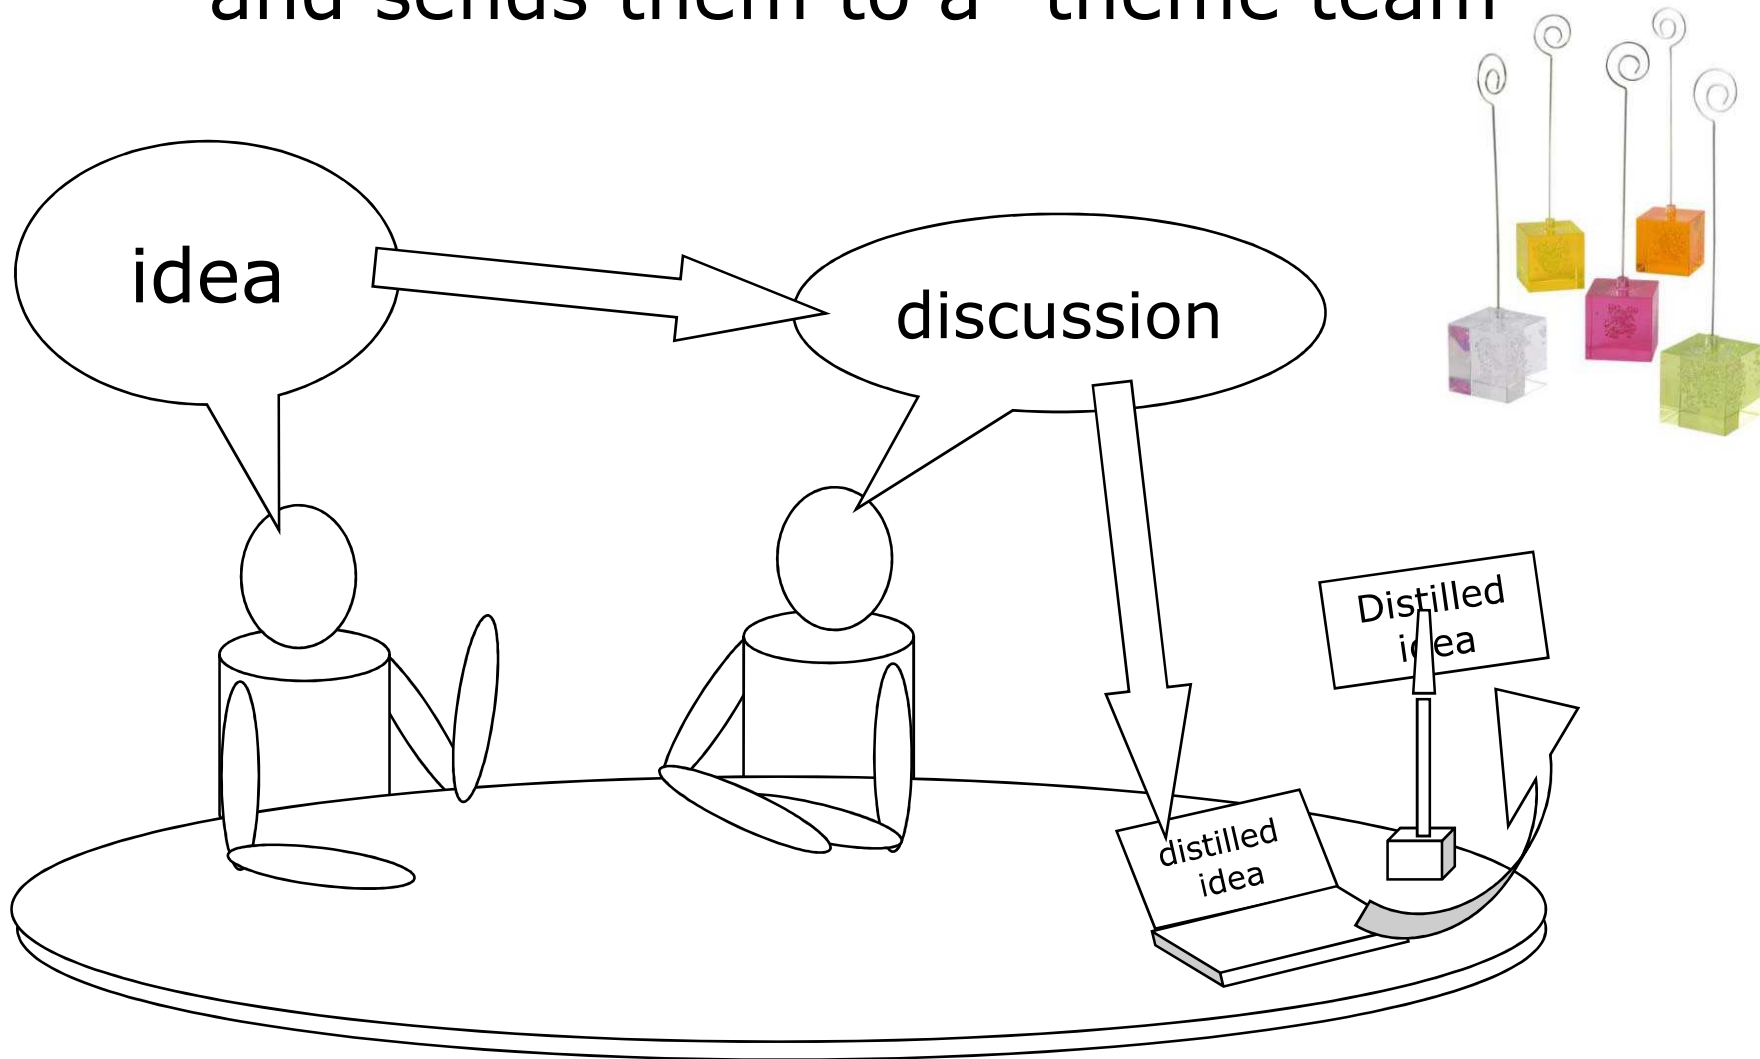 and sends them to a "theme team"
idea
discussion
Distilled
idea
distilled
idea